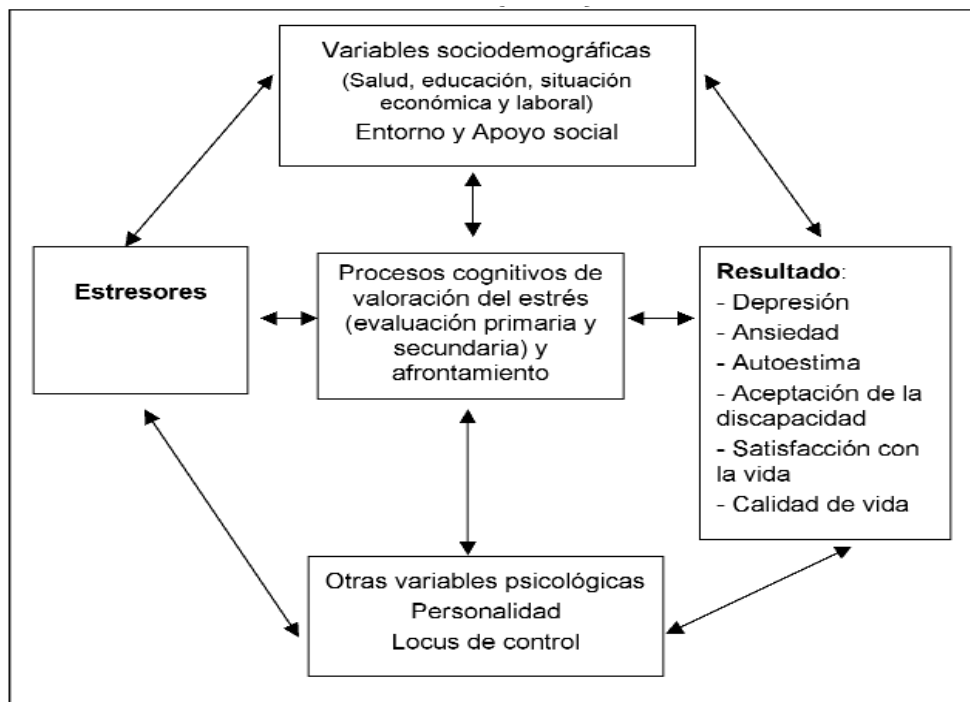 Variables sociodemográficas
(Salud, educación, situación
económica y laboral)
Entorno y Apoyo social
Estresores
Procesos cognitivos de
valoración del estrés
(evaluación primaria y
secundaria) y
afrontamiento
Resultado:
- Depresión
- Ansiedad
- Autoestima
- Aceptación de la
discapacidad
- Satisfacción con
la vida
- Calidad de vida
Otras variables psicológicas
Personalidad
Locus de control